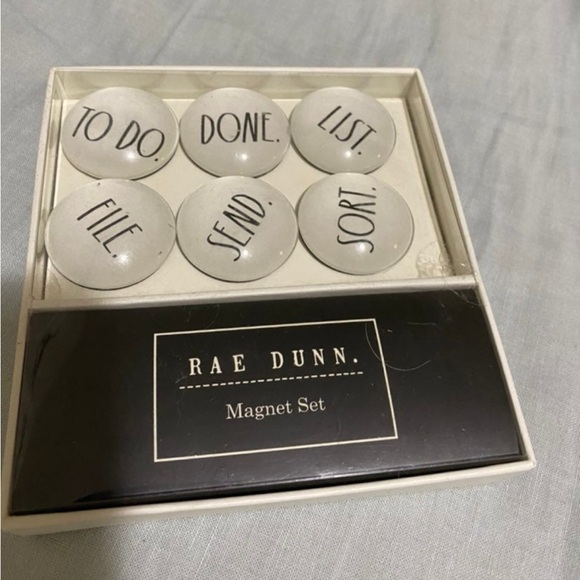 TO DO.
DONE.
LIST.
FILE.
SEND.
SORT.
RAE DUNN.
Magnet Set